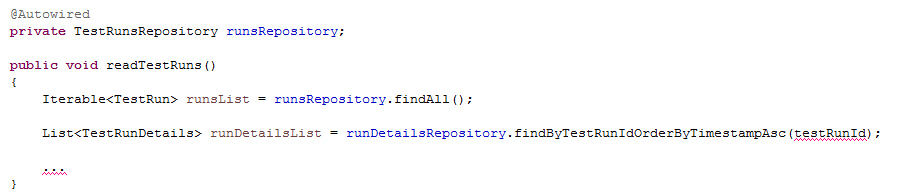 @Autowired
private TestRunsRepository runsRepository;
public void readTestRuns()
{
Iterable<TestRun> runsList = runsRepository.findAll();
List<TestRunDetails> runDetailsList = runDetailsRepository.findByTestRunIdOrderByTimestampAsc(testRunId);
...
}